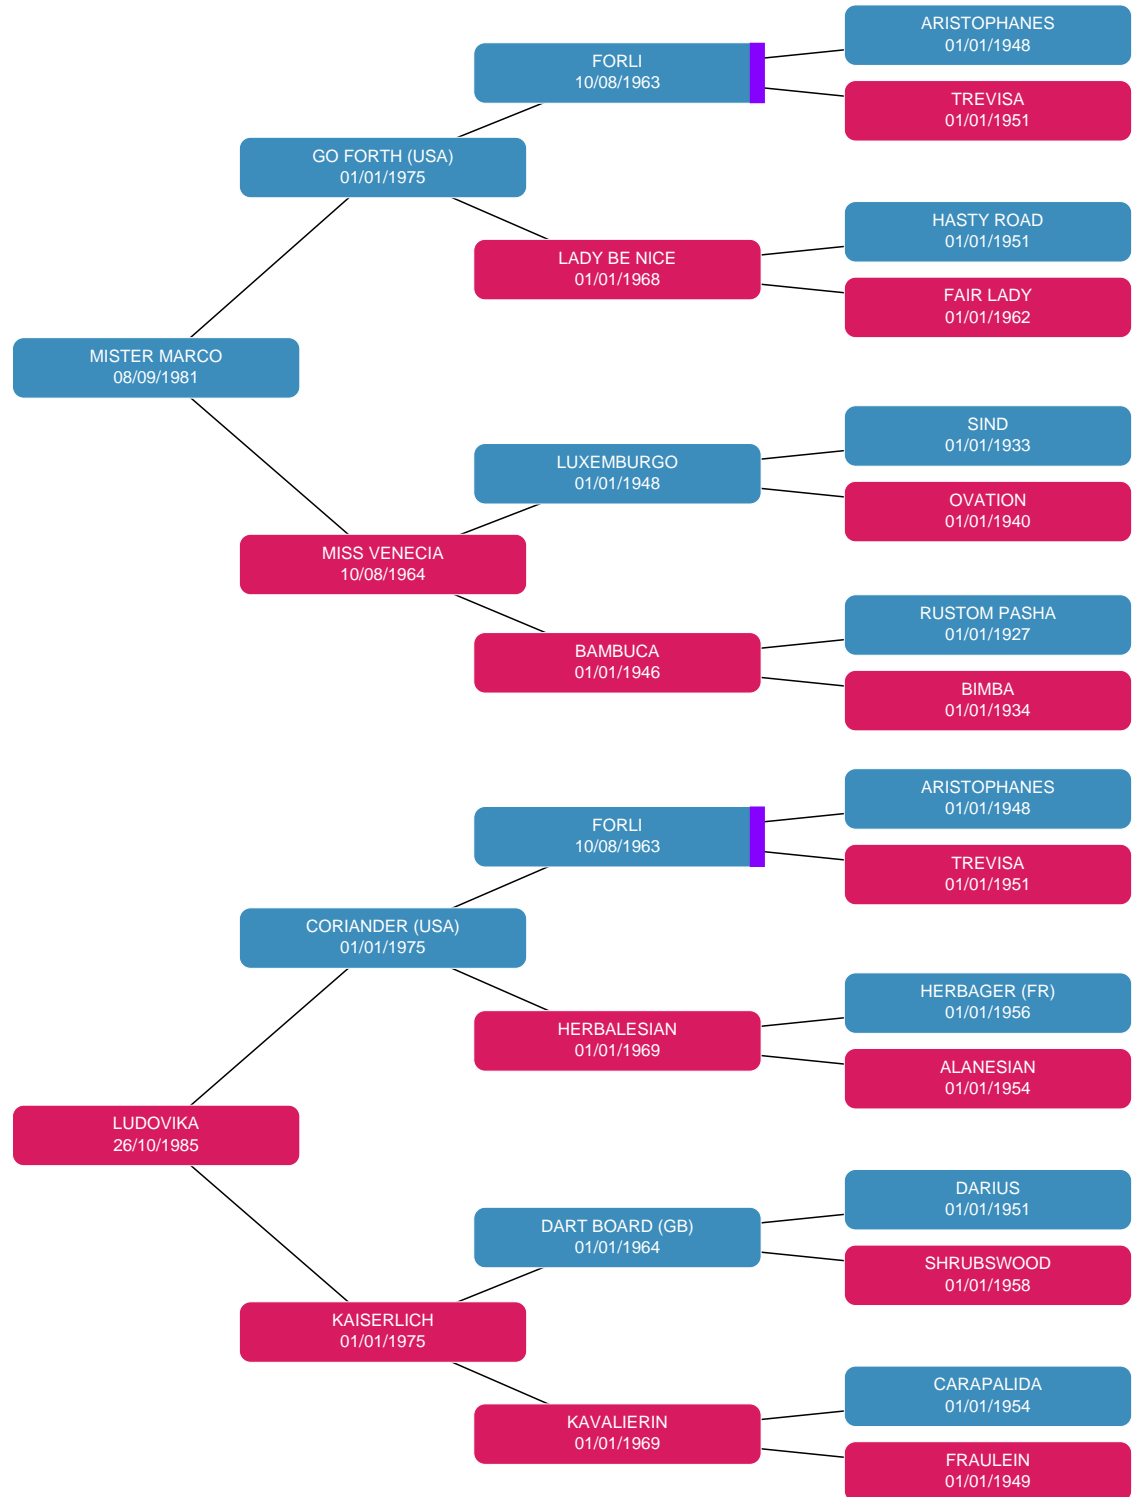 ARISTOPHANES
01/01/1948
FORLI
10/08/1963
TREVISA
01/01/1951
GO FORTH (USA)
01/01/1975
HASTY ROAD
01/01/1951
LADY BE NICE
01/01/1968
FAIR LADY
01/01/1962
MISTER MARCO
08/09/1981
SIND
01/01/1933
LUXEMBURGO
01/01/1948
OVATION
01/01/1940
MISS VENECIA
10/08/1964
RUSTOM PASHA
01/01/1927
BAMBUCA
01/01/1946
BIMBA
01/01/1934
ARISTOPHANES
01/01/1948
FORLI
10/08/1963
TREVISA
01/01/1951
CORIANDER (USA)
01/01/1975
HERBAGER (FR)
01/01/1956
HERBALESIAN
01/01/1969
ALANESIAN
01/01/1954
LUDOVIKA
26/10/1985
DARIUS
01/01/1951
DART BOARD (GB)
01/01/1964
SHRUBSWOOD
01/01/1958
KAISERLICH
01/01/1975
CARAPALIDA
01/01/1954
KAVALIERIN
01/01/1969
FRAULEIN
01/01/1949